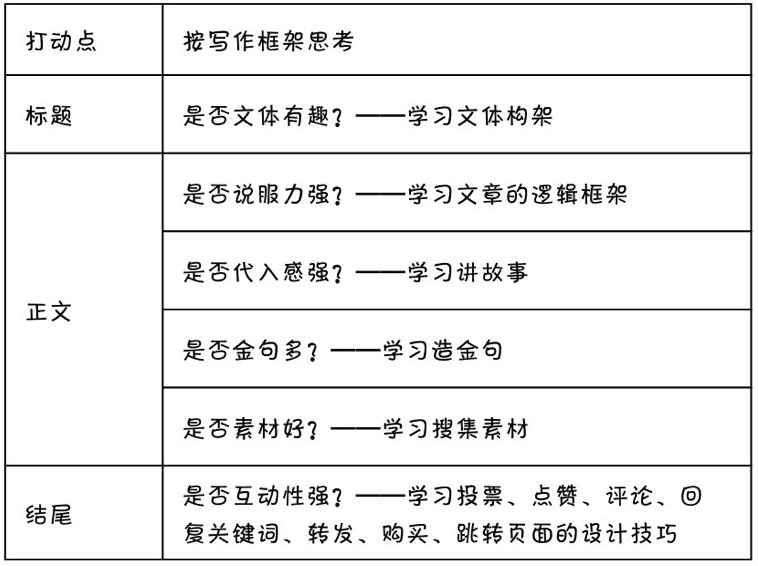 打动点 按写作框架思考
标题 是否文体有趣？——学习文体构架
正文
是否说服力强？——学习文章的逻辑框架
是否代入感强？——学习讲故事
是否金句多？——学习造金句
是否素材好？——学习搜集素材
结尾
是否互动性强？——学习投票、点赞、评论、回
复关键词、转发、购买、跳转页面的设计技巧